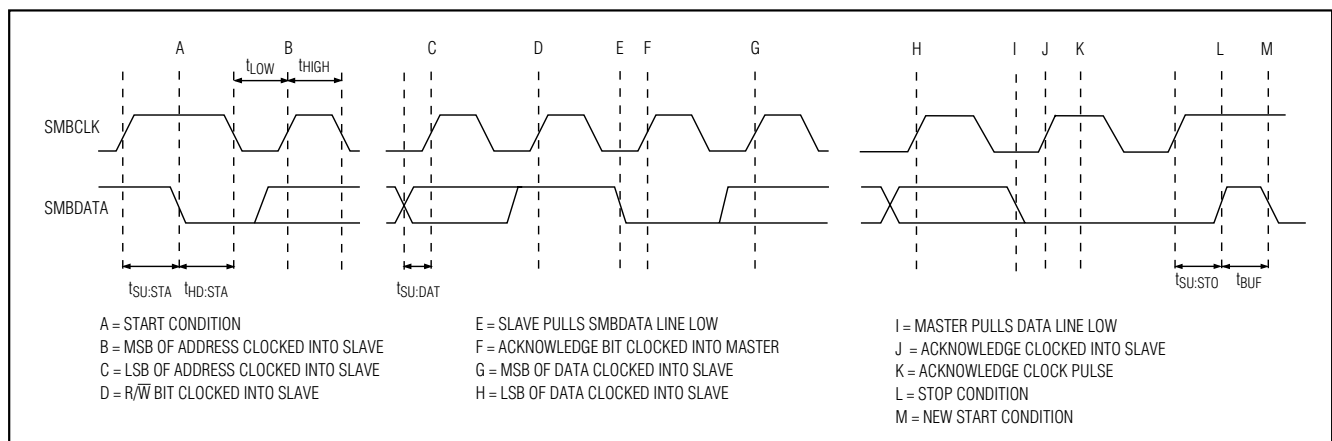 A B C D E F G H I J K L M
tLOW tHIGH
SMBCLK
SMBDATA
tSU:STA tHD:STA tSU:DAT tSU:STO tBUF
A = START CONDITION
B = MSB OF ADDRESS CLOCKED INTO SLAVE
C = LSB OF ADDRESS CLOCKED INTO SLAVE
D = R/W̅ BIT CLOCKED INTO SLAVE
E = SLAVE PULLS SMBDATA LINE LOW
F = ACKNOWLEDGE BIT CLOCKED INTO MASTER
G = MSB OF DATA CLOCKED INTO SLAVE
H = LSB OF DATA CLOCKED INTO SLAVE
I = MASTER PULLS DATA LINE LOW
J = ACKNOWLEDGE CLOCKED INTO SLAVE
K = ACKNOWLEDGE CLOCK PULSE
L = STOP CONDITION
M = NEW START CONDITION